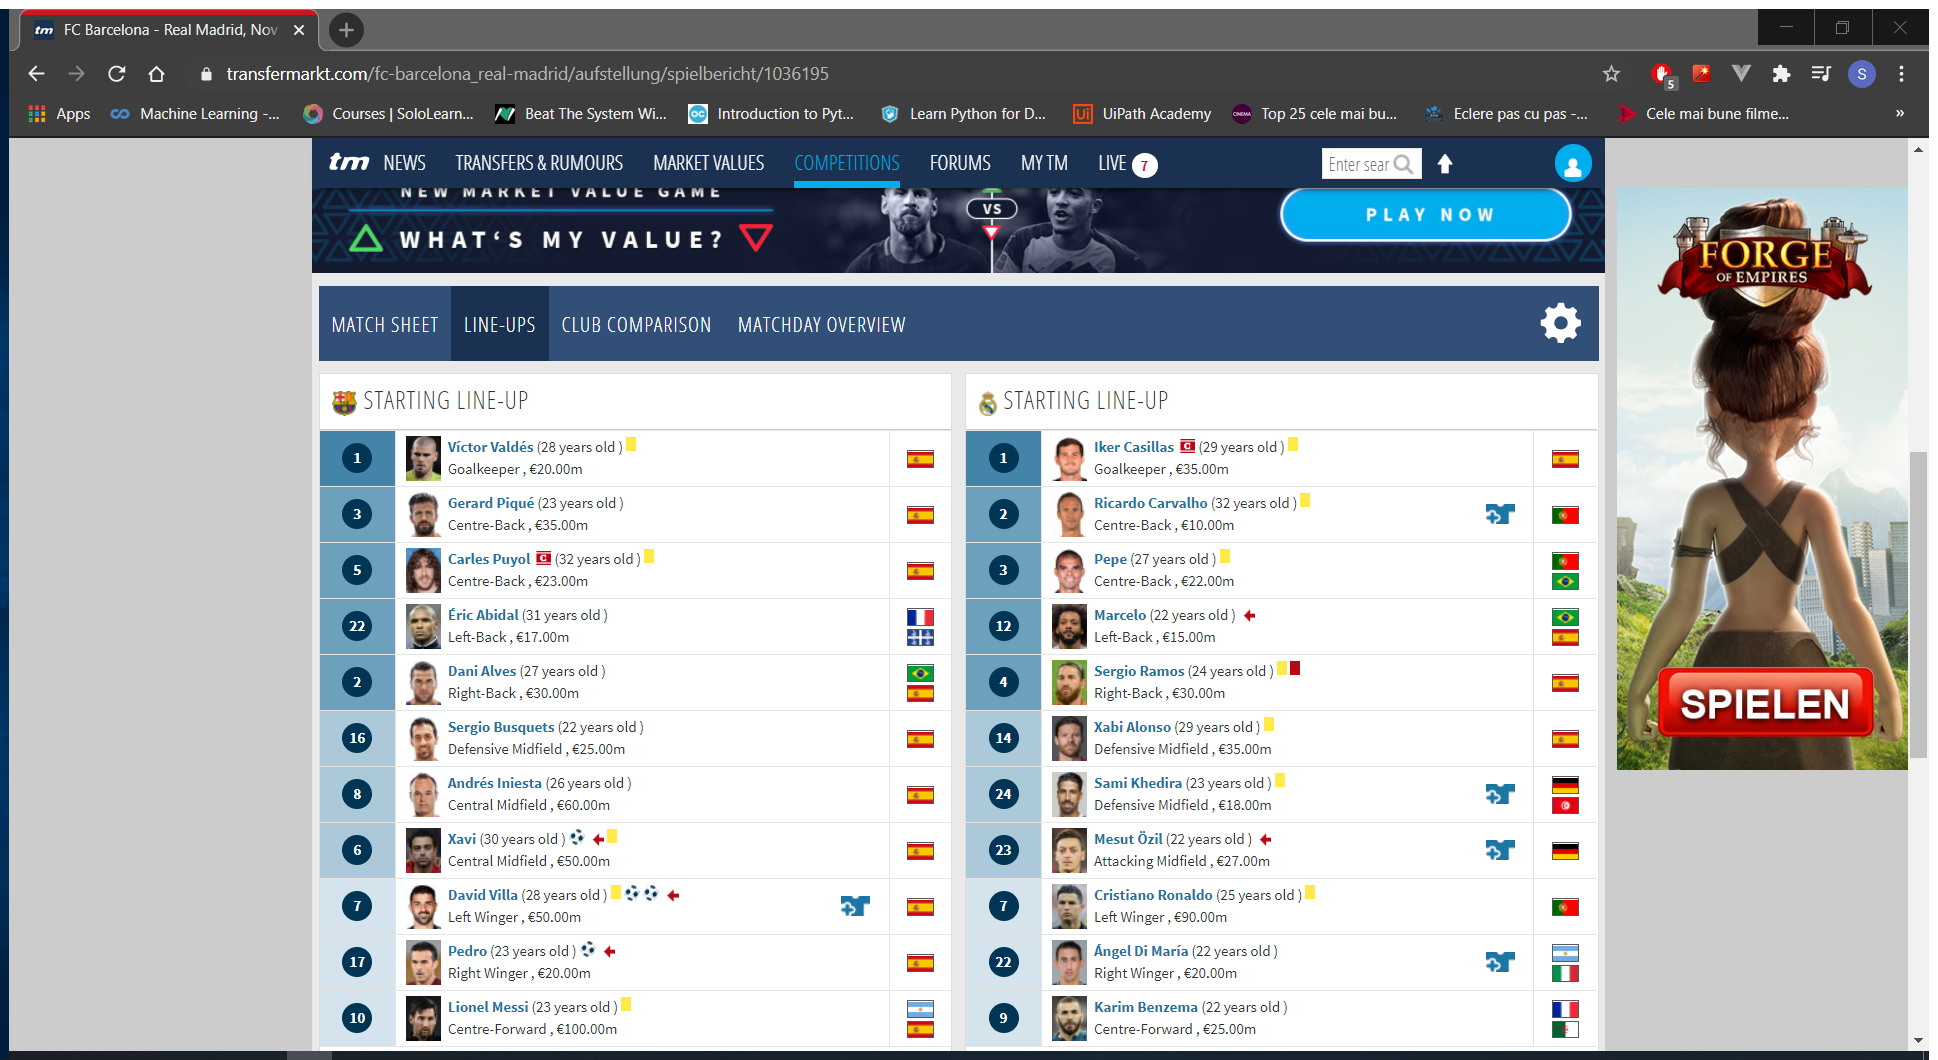 tm FC Barcelona - Real Madrid, Nov
transfermarkt.com/fc-barcelona_real-madrid/aufstellung/spielbericht/1036195
5
S
Apps Machine Learning -... Courses | SoloLearn... Beat The System Wi... Introduction to Pyt... Learn Python for D... UiPath Academy Top 25 cele mai bu... Eclere pas cu pas -... Cele mai bune filme... »
tm NEWS TRANSFERS & RUMOURS MARKET VALUES COMPETITIONS FORUMS MY TM LIVE 7 Enter sear
NEW MARKET VALUE GAME
WHAT'S MY VALUE?
VS
PLAY NOW
MATCH SHEET LINE-UPS CLUB COMPARISON MATCHDAY OVERVIEW
STARTING LINE-UP
1 Víctor Valdés (28 years old )
Goalkeeper , €20.00m
3 Gerard Piqué (23 years old )
Centre-Back , €35.00m
5 Carles Puyol C (32 years old )
Centre-Back , €23.00m
22 Éric Abidal (31 years old )
Left-Back , €17.00m
2 Dani Alves (27 years old )
Right-Back , €30.00m
16 Sergio Busquets (22 years old )
Defensive Midfield , €25.00m
8 Andrés Iniesta (26 years old )
Central Midfield , €60.00m
6 Xavi (30 years old )
Central Midfield , €50.00m
7 David Villa (28 years old )
Left Winger , €50.00m
17 Pedro (23 years old )
Right Winger , €20.00m
10 Lionel Messi (23 years old )
Centre-Forward , €100.00m
STARTING LINE-UP
1 Iker Casillas C (29 years old )
Goalkeeper , €35.00m
2 Ricardo Carvalho (32 years old )
Centre-Back , €10.00m
3 Pepe (27 years old )
Centre-Back , €22.00m
12 Marcelo (22 years old )
Left-Back , €15.00m
4 Sergio Ramos (24 years old )
Right-Back , €30.00m
14 Xabi Alonso (29 years old )
Defensive Midfield , €35.00m
24 Sami Khedira (23 years old )
Defensive Midfield , €18.00m
23 Mesut Özil (22 years old )
Attacking Midfield , €27.00m
7 Cristiano Ronaldo (25 years old )
Left Winger , €90.00m
22 Ángel Di María (22 years old )
Right Winger , €20.00m
9 Karim Benzema (22 years old )
Centre-Forward , €25.00m
FORGE
OF EMPIRES
SPIELEN